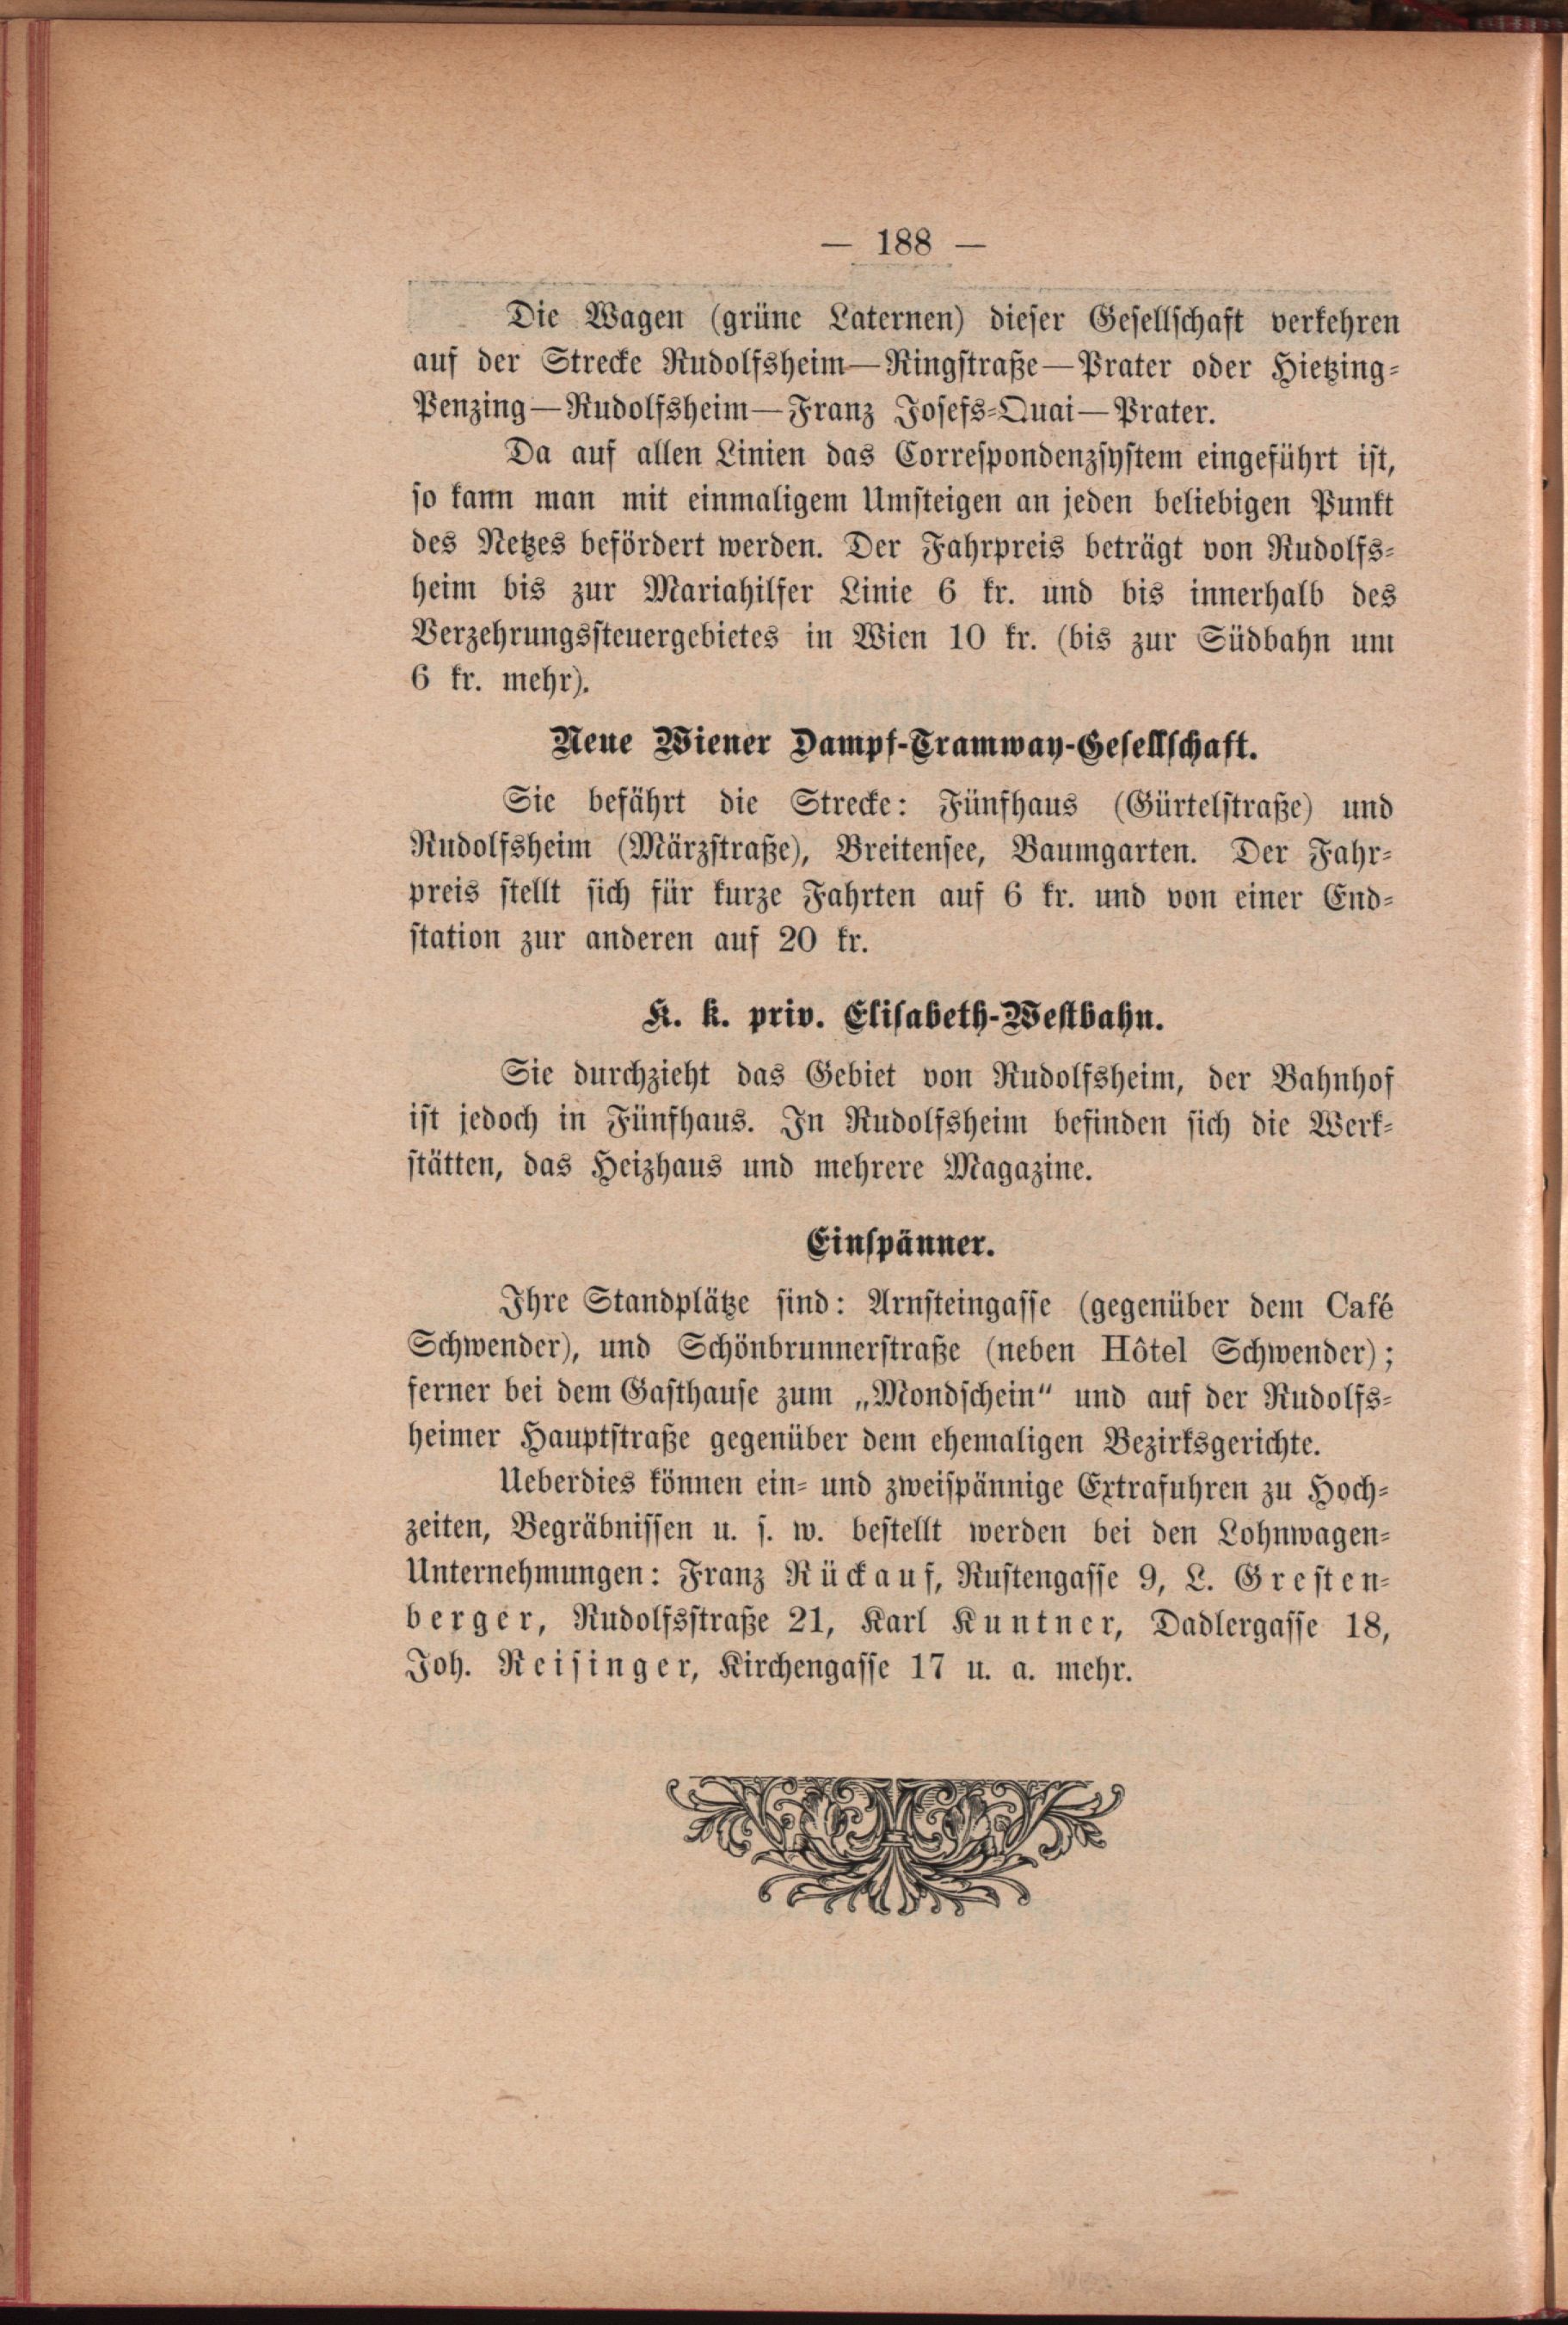 — 188 —
Die Wagen (grüne Laternen) dieser Gesellschaft verkehren
auf der Strecke Rudolfsheim—Ringstraße—Prater oder Hietzing-
Penzing—Rudolfsheim—Franz Josefs-Quai—Prater.
Da auf allen Linien das Correspondenzsystem eingeführt ist,
so kann man mit einmaligem Umsteigen an jeden beliebigen Punkt
des Netzes befördert werden. Der Fahrpreis beträgt von Rudolfs-
heim bis zur Mariahilfer Linie 6 kr. und bis innerhalb des
Verzehrungssteuergebietes in Wien 10 kr. (bis zur Südbahn um
6 kr. mehr).
Neue Wiener Dampf-Tramway-Gesellschaft.
Sie befährt die Strecke: Fünfhaus (Gürtelstraße) und
Rudolfsheim (Märzstraße), Breitensee, Baumgarten. Der Fahr-
preis stellt sich für kurze Fahrten auf 6 kr. und von einer End-
station zur anderen auf 20 kr.
K. k. priv. Elisabeth-Westbahn.
Sie durchzieht das Gebiet von Rudolfsheim, der Bahnhof
ist jedoch in Fünfhaus. In Rudolfsheim befinden sich die Werk-
stätten, das Heizhaus und mehrere Magazine.
Einspänner.
Ihre Standplätze sind: Arnsteingasse (gegenüber dem Café
Schwender), und Schönbrunnerstraße (neben Hôtel Schwender);
ferner bei dem Gasthause zum „Mondschein“ und auf der Rudolfs-
heimer Hauptstraße gegenüber dem ehemaligen Bezirksgerichte.
Ueberdies können ein- und zweispännige Extrafuhren zu Hoch-
zeiten, Begräbnissen u. s. w. bestellt werden bei den Lohnwagen-
Unternehmungen: Franz Rückauf, Rustengasse 9, L. Gresten-
berger, Rudolfsstraße 21, Karl Kuntner, Dadlergasse 18,
Joh. Reisinger, Kirchengasse 17 u. a. mehr.